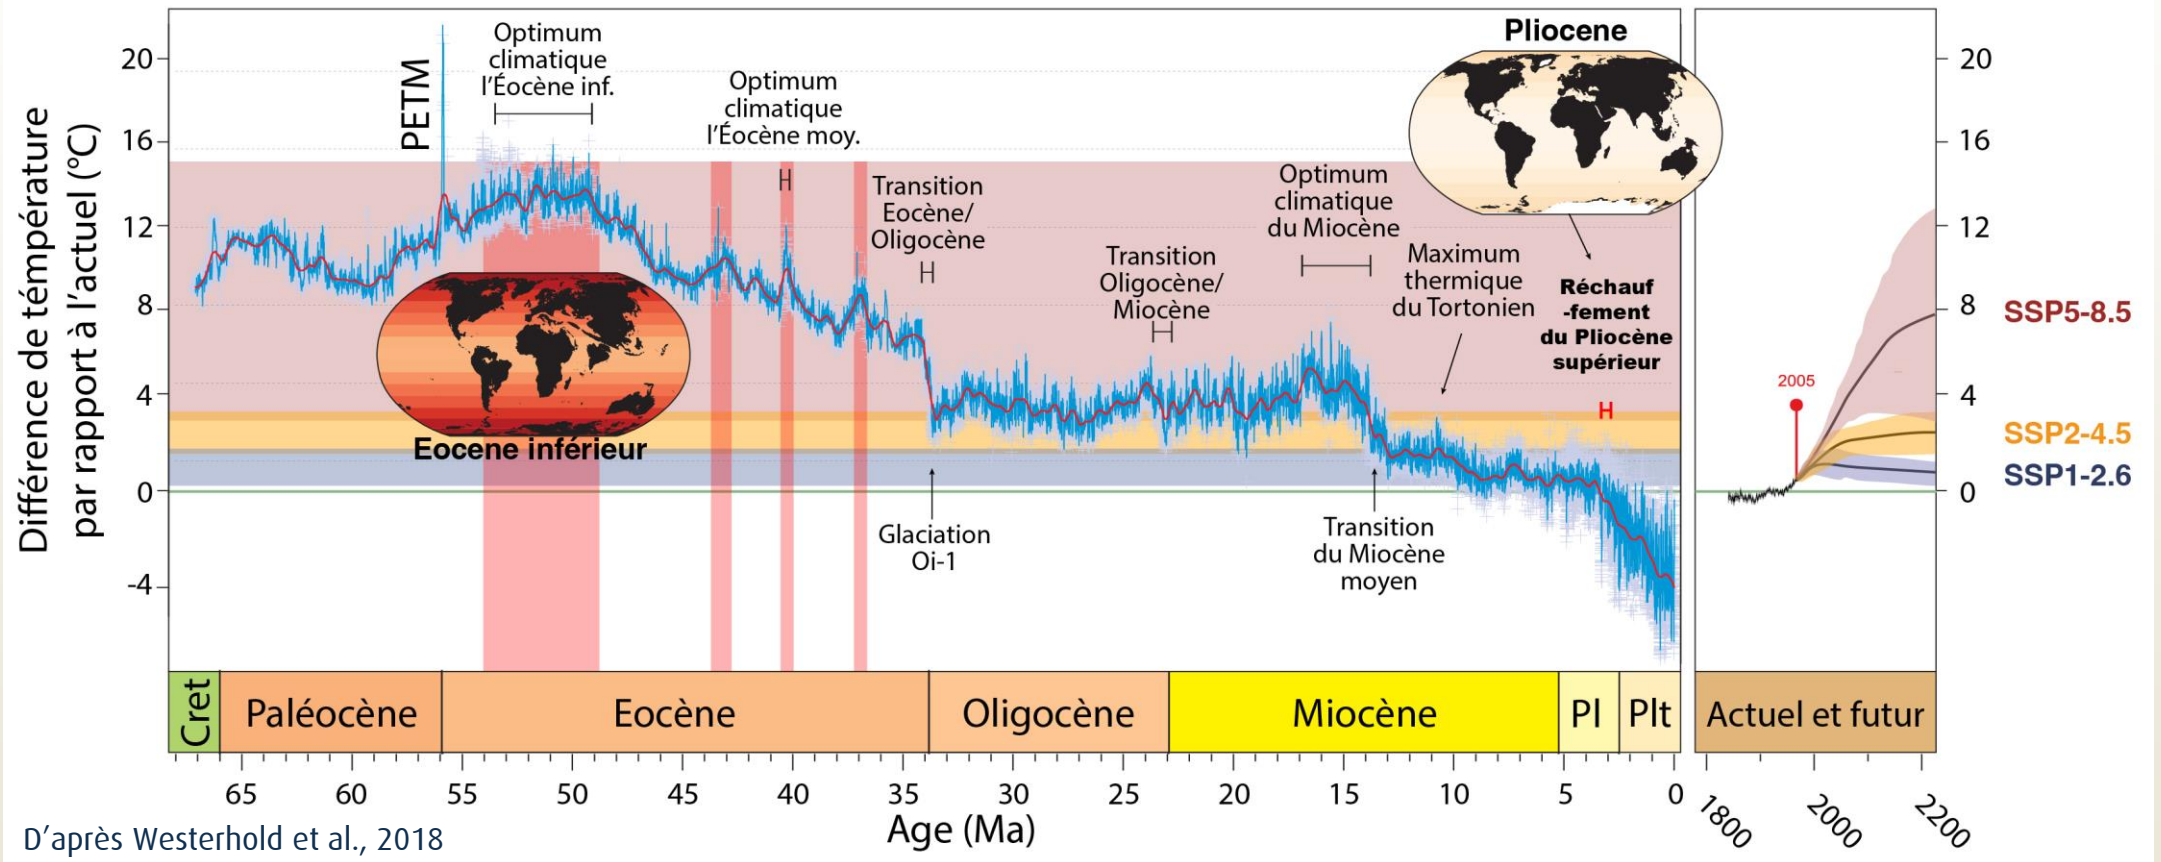 Différence de témpérature
par rapport à l'actuel (°C)
20
16
12
8
4
0
-4
PETM
Optimum
climatique
l'Éocène inf.
Optimum
climatique
l'Éocène moy.
Transition
Eocène/
Oligocène
Eocene inférieur
Glaciation
Oi-1
Transition
Oligocène/
Miocène
Optimum
climatique
du Miocène
Maximum
thermique
du Tortonien
Transition
du Miocène
moyen
Pliocene
Réchauf
-fement
du Pliocène
supérieur
2005
20
16
12
8
4
0
SSP5-8.5
SSP2-4.5
SSP1-2.6
Cret
Paléocène
Eocène
Oligocène
Miocène
Pl
Plt
Actuel et futur
65
60
55
50
45
40
35
30
25
20
15
10
5
0
1800
2000
2200
Age (Ma)
D'après Westerhold et al., 2018